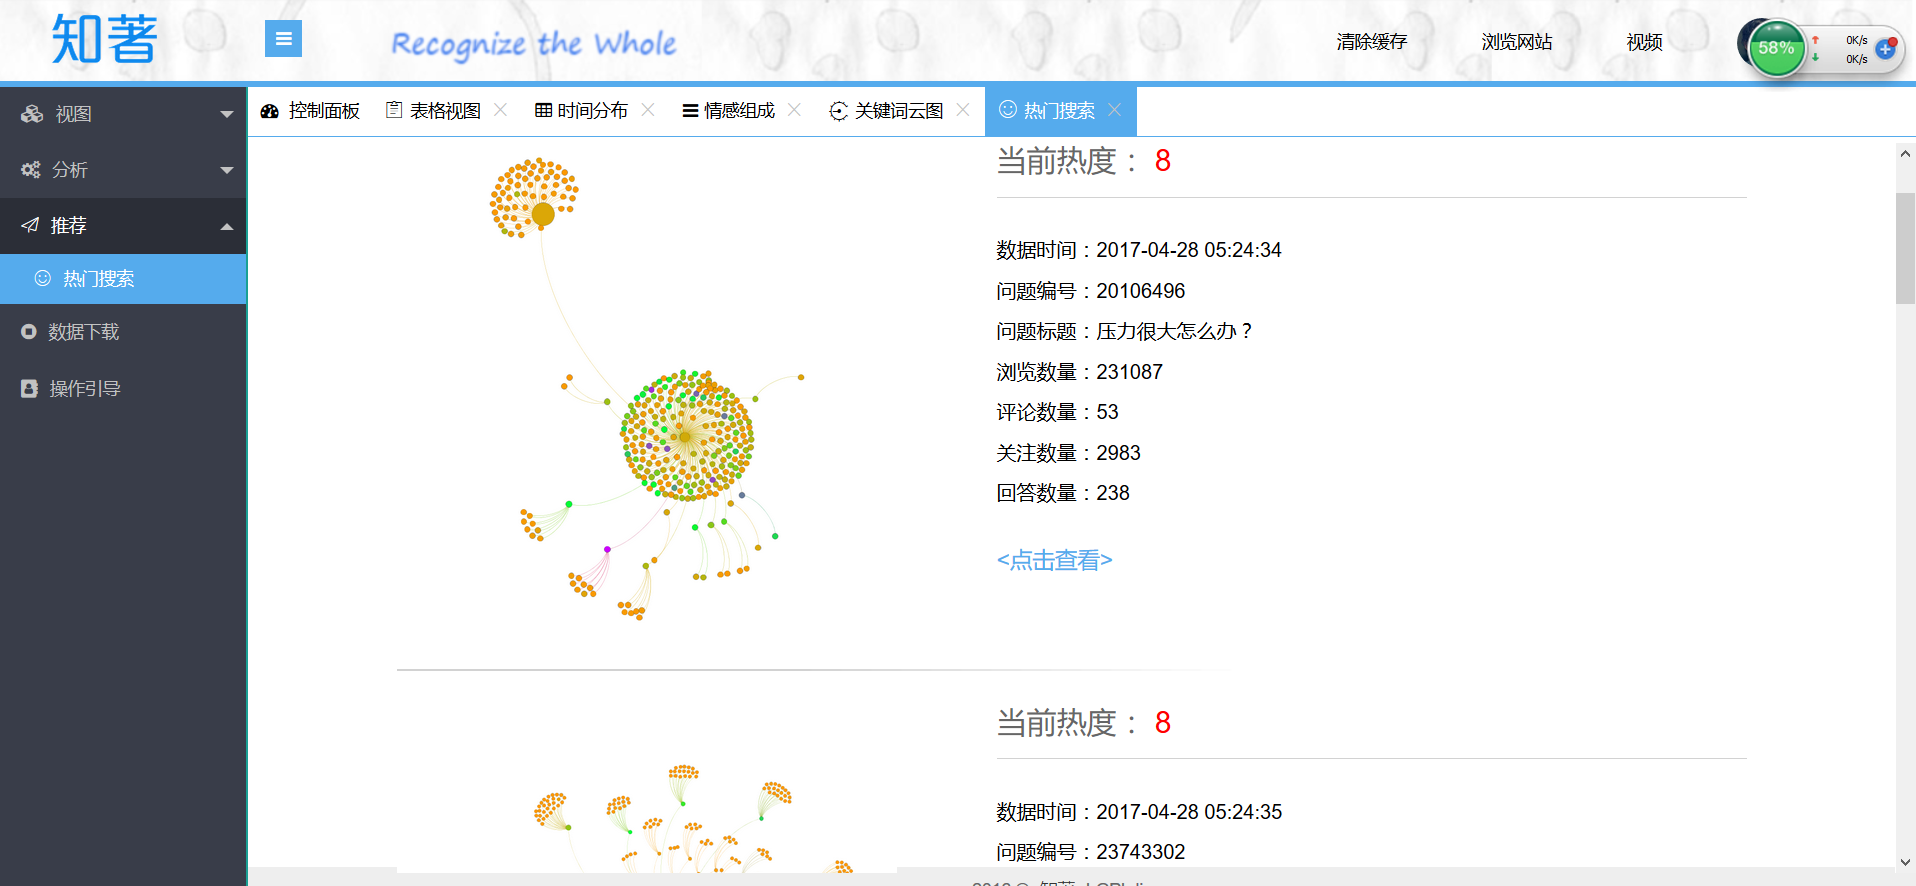 知著
Recognize the Whole
清除缓存
浏览网站
视频
58%
0K/s
0K/s
视图
分析
推荐
热门搜索
数据下载
操作引导
控制面板
表格视图
时间分布
情感组成
关键词云图
热门搜索
当前热度： 8
数据时间：2017-04-28 05:24:34
问题编号：20106496
问题标题：压力很大怎么办？
浏览数量：231087
评论数量：53
关注数量：2983
回答数量：238
<点击查看>
当前热度： 8
数据时间：2017-04-28 05:24:35
问题编号：23743302